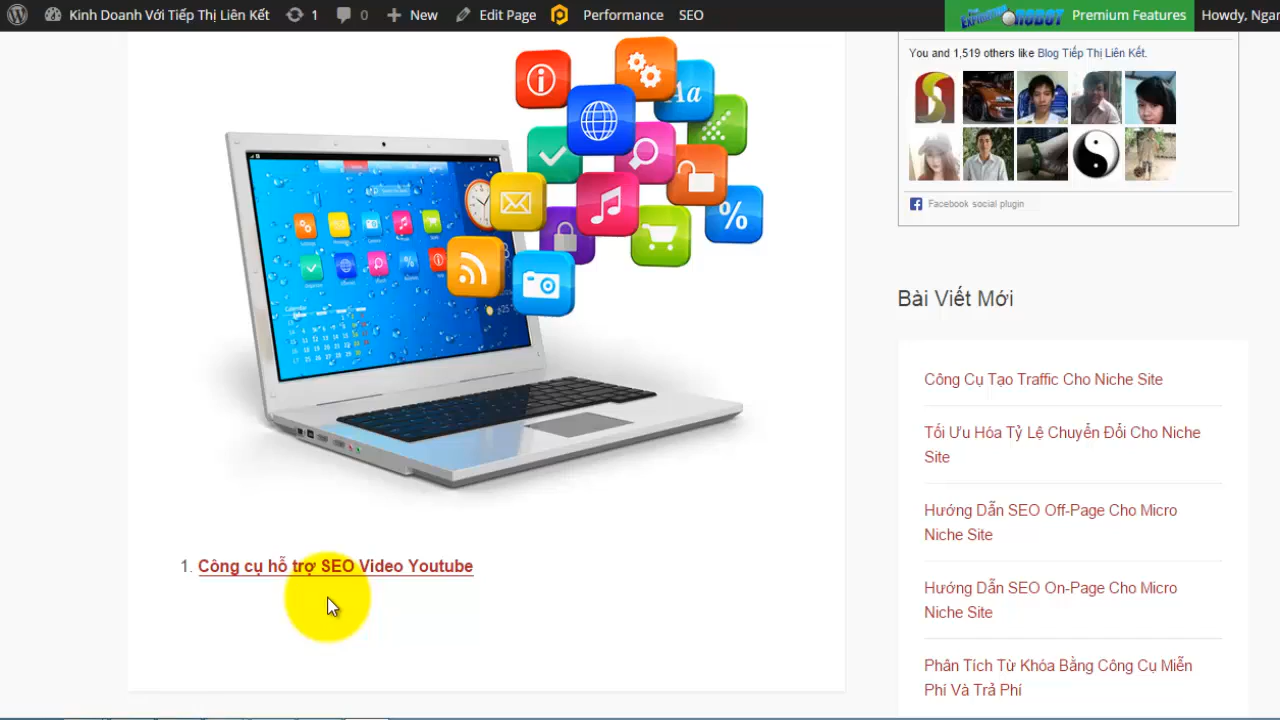 Kinh Doanh Với Tiếp Thị Liên Kết 1 0 New Edit Page Performance SEO Premium Features Howdy, Ngan
You and 1,519 others like Blog Tiếp Thị Liên Kết.
Facebook social plugin
Aa
%
1. Công cụ hỗ trợ SEO Video Youtube
Bài Viết Mới
Công Cụ Tạo Traffic Cho Niche Site
Tối Ưu Hóa Tỷ Lệ Chuyển Đổi Cho Niche
Site
Hướng Dẫn SEO Off-Page Cho Micro
Niche Site
Hướng Dẫn SEO On-Page Cho Micro
Niche Site
Phân Tích Từ Khóa Bằng Công Cụ Miễn
Phí Và Trả Phí